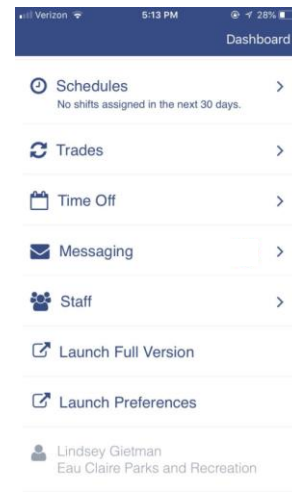 Verizon 5:13 PM 28%
Dashboard
Schedules
No shifts assigned in the next 30 days.
Trades
Time Off
Messaging
Staff
Launch Full Version
Launch Preferences
Lindsey Gietman
Eau Claire Parks and Recreation